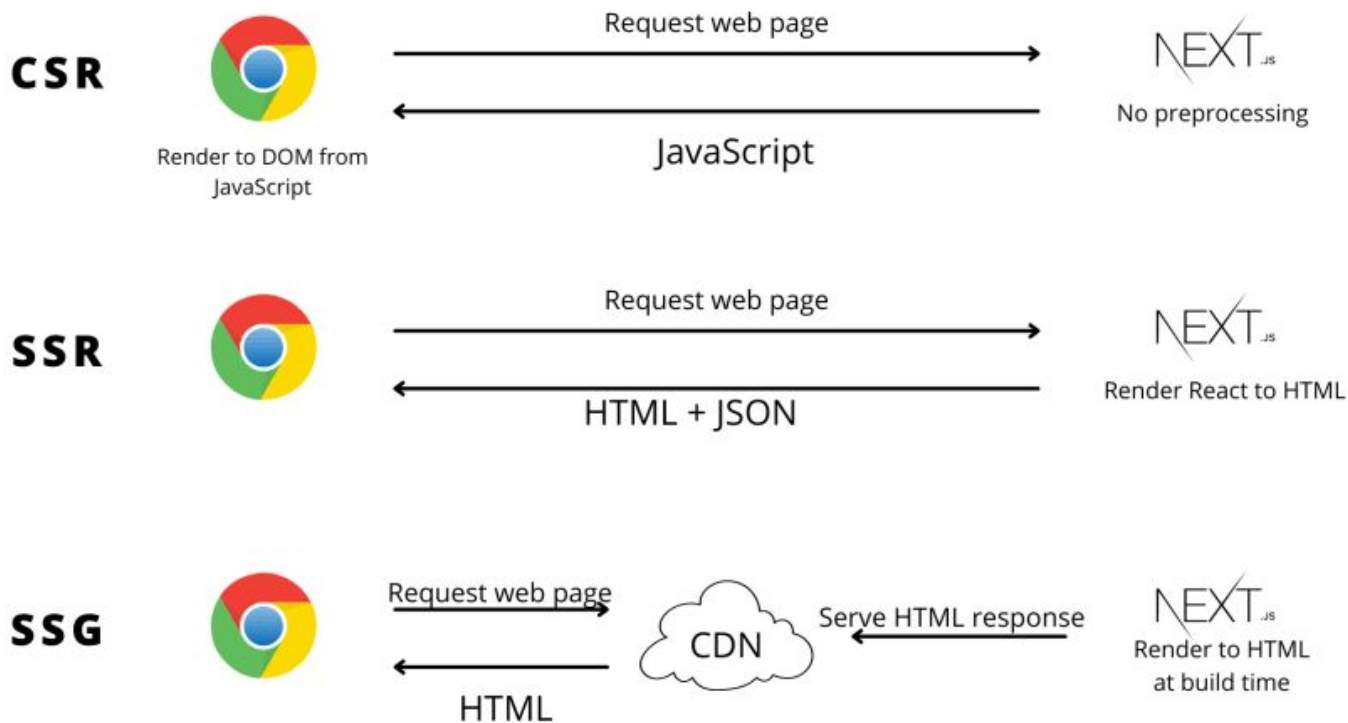 CSR
Request web page
JavaScript
Render to DOM from
JavaScript
NEXT.JS
No preprocessing
SSR
Request web page
HTML + JSON
NEXT.JS
Render React to HTML
SSG
Request web page
HTML
CDN
Serve HTML response
NEXT.JS
Render to HTML
at build time